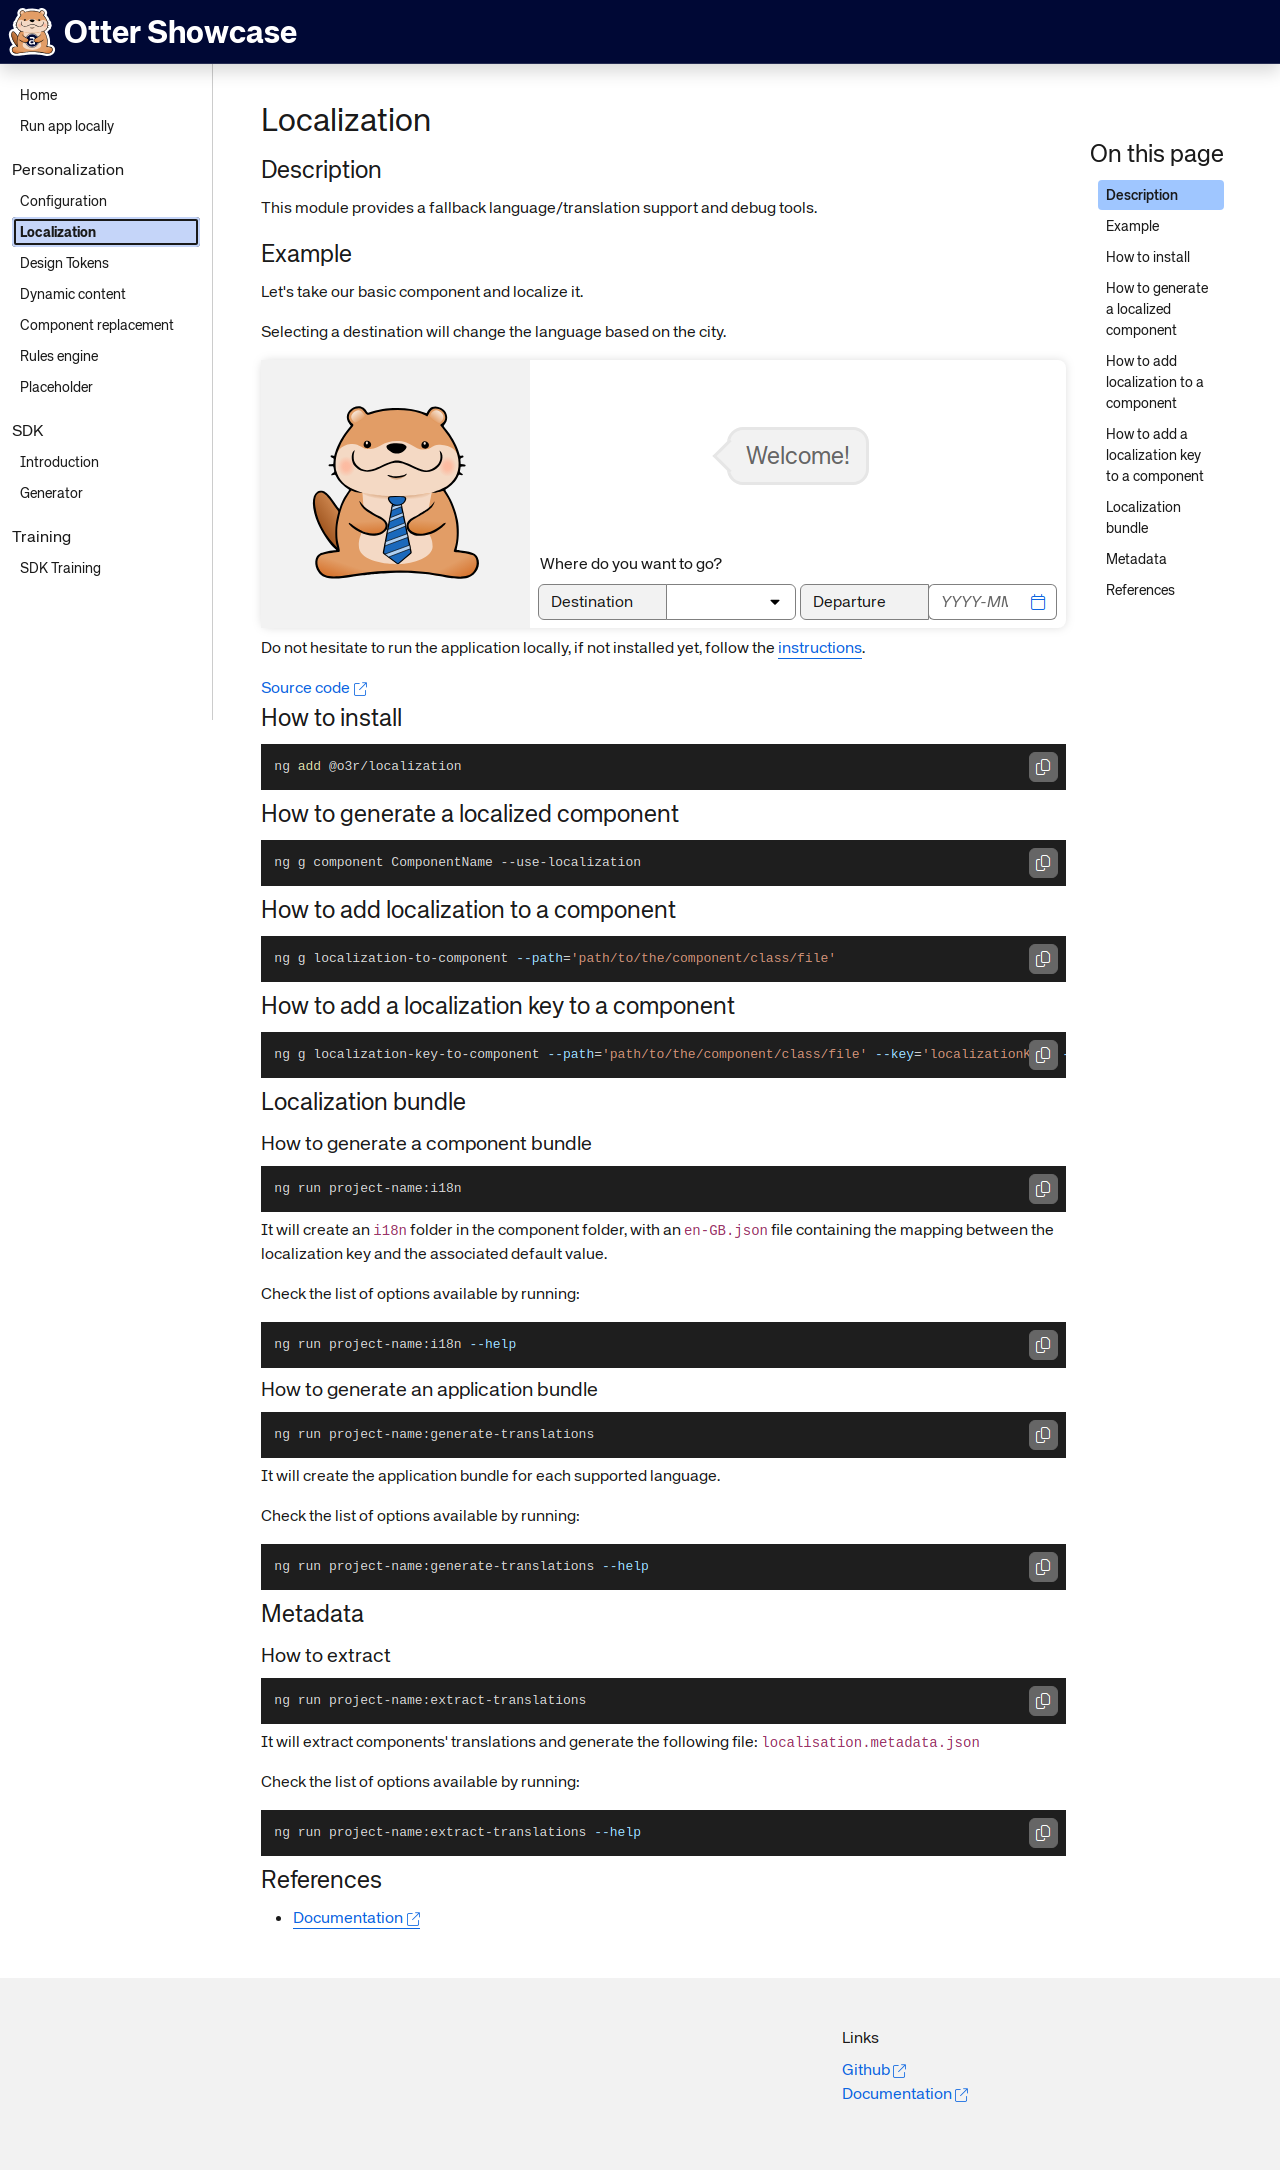 Otter Showcase
Home
Run app locally
Personalization
Configuration
Localization
Design Tokens
Dynamic content
Component replacement
Rules engine
Placeholder
SDK
Introduction
Generator
Training
SDK Training
Localization
Description
This module provides a fallback language/translation support and debug tools.
Example
Let's take our basic component and localize it.
Selecting a destination will change the language based on the city.
Welcome!
Where do you want to go?
Destination
Departure
YYYY-MM
Do not hesitate to run the application locally, if not installed yet, follow the instructions.
Source code
How to install
ng add @o3r/localization
How to generate a localized component
ng g component ComponentName --use-localization
How to add localization to a component
ng g localization-to-component --path='path/to/the/component/class/file'
How to add a localization key to a component
ng g localization-key-to-component --path='path/to/the/component/class/file' --key='localizationK
Localization bundle
How to generate a component bundle
ng run project-name:i18n
It will create an i18n folder in the component folder, with an en-GB.json file containing the mapping between the
localization key and the associated default value.
Check the list of options available by running:
ng run project-name:i18n --help
How to generate an application bundle
ng run project-name:generate-translations
It will create the application bundle for each supported language.
Check the list of options available by running:
ng run project-name:generate-translations --help
Metadata
How to extract
ng run project-name:extract-translations
It will extract components' translations and generate the following file: localisation.metadata.json
Check the list of options available by running:
ng run project-name:extract-translations --help
References
Documentation
On this page
Description
Example
How to install
How to generate
a localized
component
How to add
localization to a
component
How to add a
localization key
to a component
Localization
bundle
Metadata
References
Links
Github
Documentation